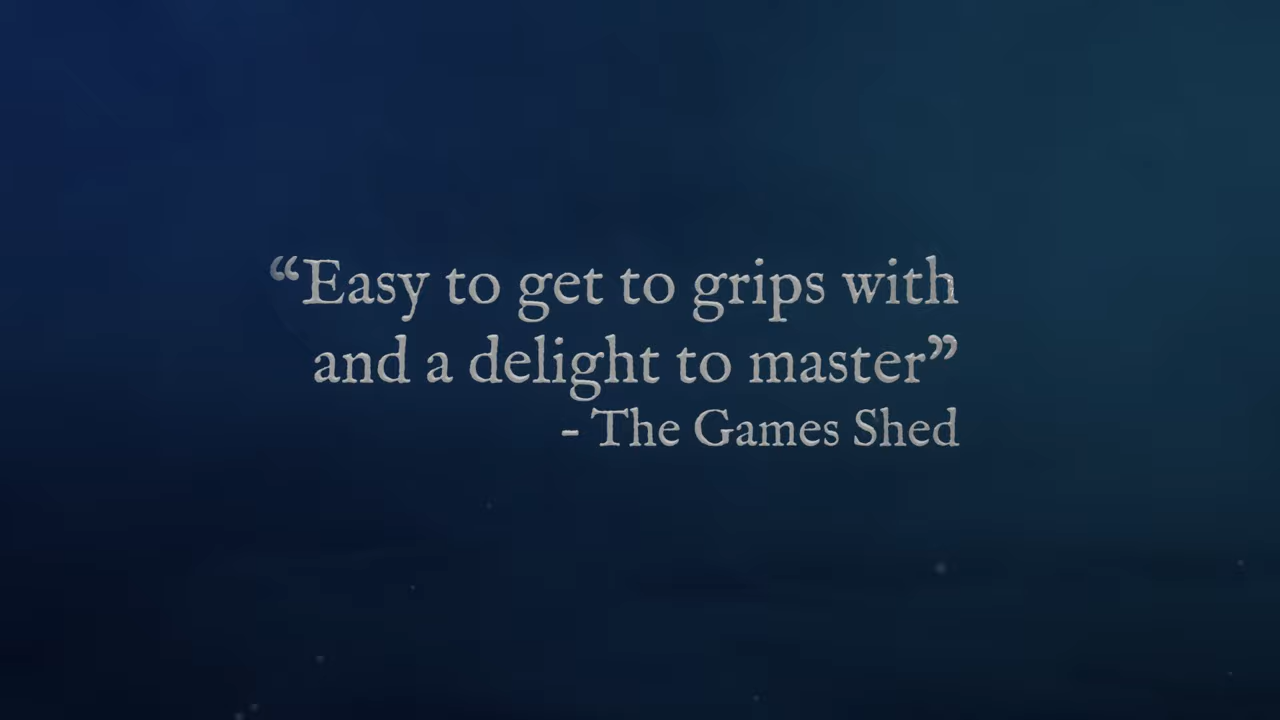 “Easy to get to grips with
and a delight to master”
- The Games Shed